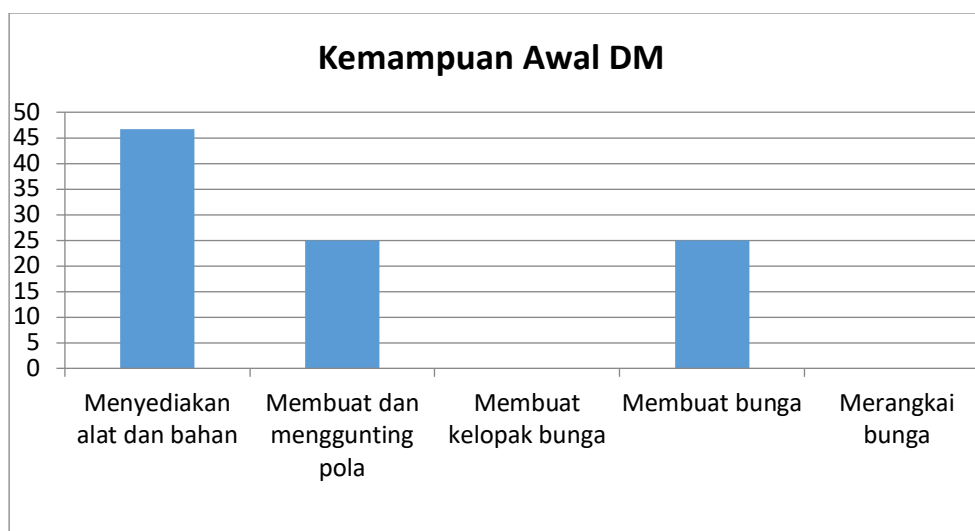 Kemampuan Awal DM
50
45
40
35
30
25
20
15
10
5
0
Menyediakan
alat dan bahan
Membuat dan
menggunting
pola
Membuat
kelopak bunga
Membuat bunga
Merangkai
bunga